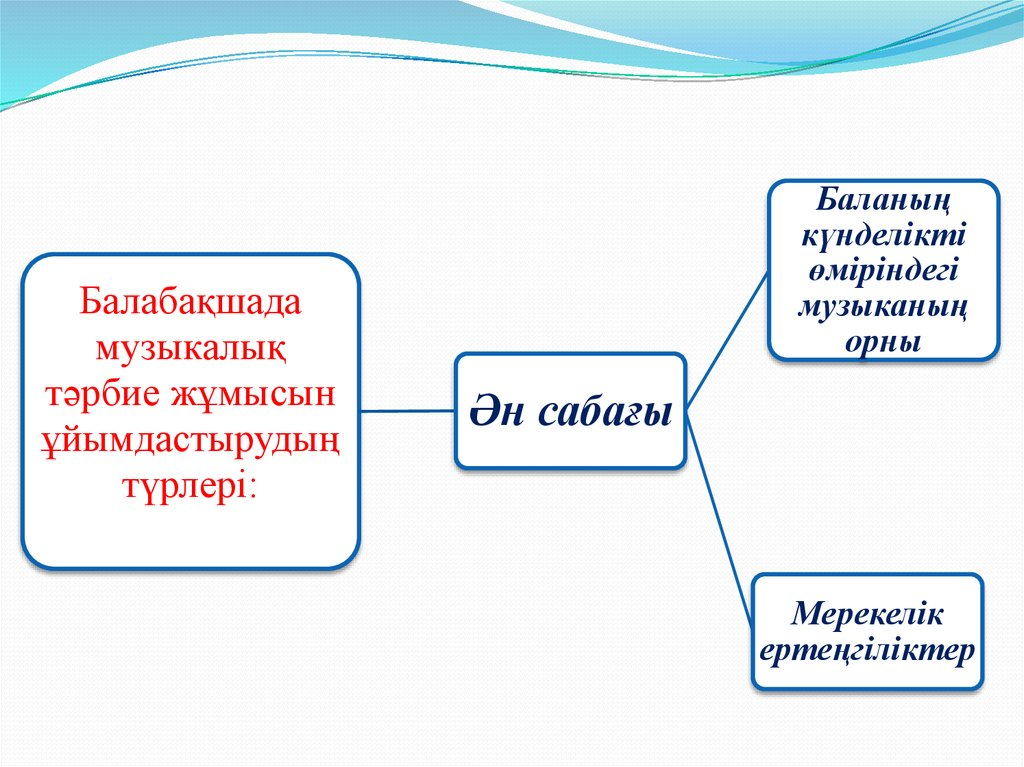 Балабақшада
музыкалық
тәрбие жұмысын
ұйымдастырудың
түрлері:
Ән сабағы
Баланың
күнделікті
өміріндегі
музыканың
орны
Мерекелік
ертеңгіліктер